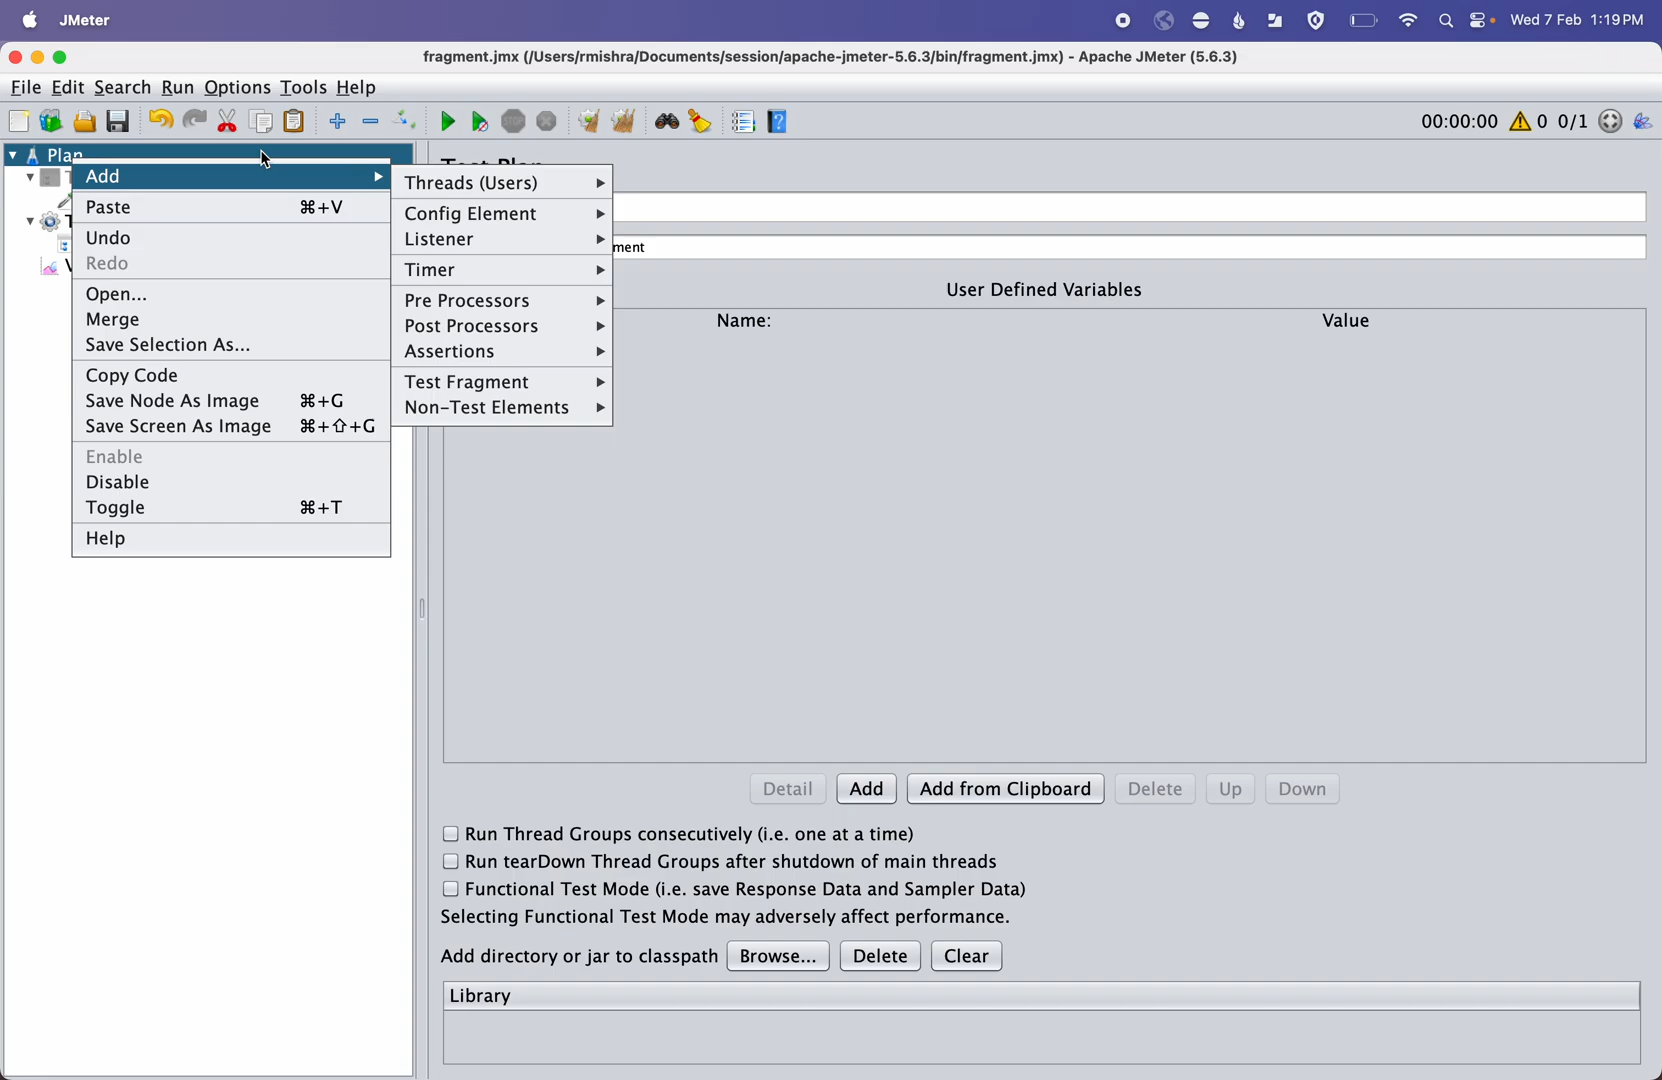 JMeter
Wed 7 Feb 1:19 PM
fragment.jmx (/Users/rmishra/Documents/session/apache-jmeter-5.6.3/bin/fragment.jmx) - Apache JMeter (5.6.3)
File Edit Search Run Options Tools Help
STOP
?
00:00:00 0 0/1
Plan
Test Plan
T
T
V
Add
Paste ⌘+V
Undo
Redo
Open...
Merge
Save Selection As...
Copy Code
Save Node As Image ⌘+G
Save Screen As Image ⌘+⇧+G
Enable
Disable
Toggle ⌘+T
Help
Threads (Users)
Config Element
Listener
Timer
Pre Processors
Post Processors
Assertions
Test Fragment
Non-Test Elements
ment
User Defined Variables
Name: Value
Detail Add Add from Clipboard Delete Up Down
Run Thread Groups consecutively (i.e. one at a time)
Run tearDown Thread Groups after shutdown of main threads
Functional Test Mode (i.e. save Response Data and Sampler Data)
Selecting Functional Test Mode may adversely affect performance.
Add directory or jar to classpath Browse... Delete Clear
Library